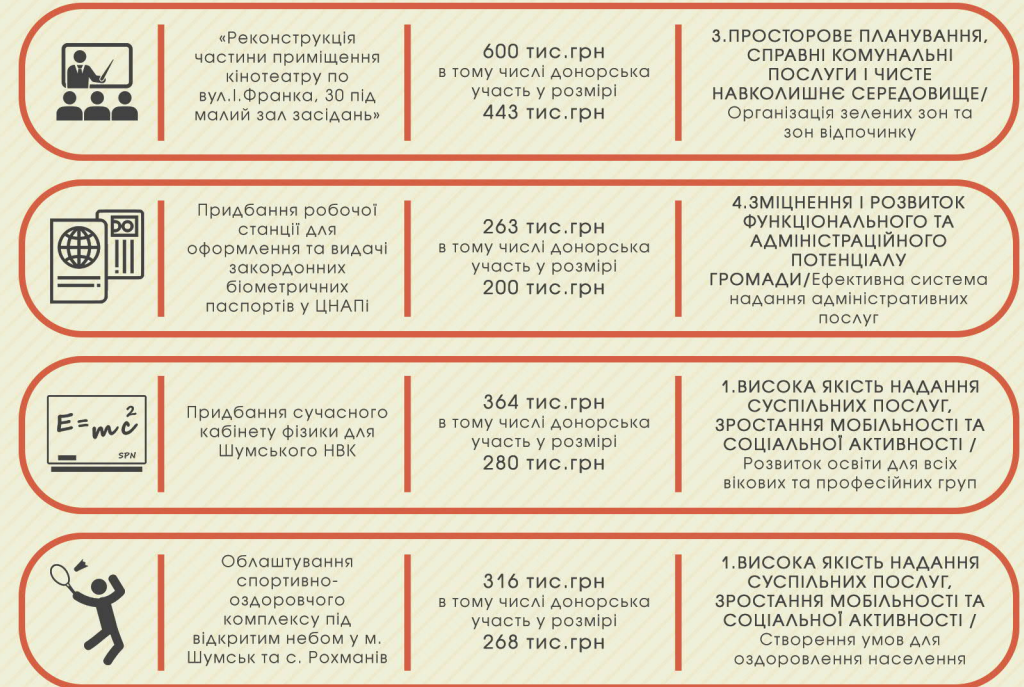 «Реконструкція
частини приміщення
кінотеатру по
вул.І.Франка, 30 під
малий зал засідань»
600 тис.грн
в тому числі донорська
участь у розмірі
443 тис.грн
3.ПРОСТОРОВЕ ПЛАНУВАННЯ,
СПРАВНІ КОМУНАЛЬНІ
ПОСЛУГИ І ЧИСТЕ
НАВКОЛИШНЄ СЕРЕДОВИЩЕ/
Організація зелених зон та
зон відпочинку
Придбання робочої
станції для
оформлення та видачі
закордонних
біометричних
паспортів у ЦНАПі
263 тис.грн
в тому числі донорська
участь у розмірі
200 тис.грн
4.ЗМІЦНЕННЯ І РОЗВИТОК
ФУНКЦІОНАЛЬНОГО ТА
АДМІНІСТРАЦІЙНОГО
ПОТЕНЦІАЛУ
ГРОМАДИ/Ефективна система
надання адміністративних
послуг
E=mc²
SPN
Придбання сучасного
кабінету фізики для
Шумського НВК
364 тис.грн
в тому числі донорська
участь у розмірі
280 тис.грн
1.ВИСОКА ЯКІСТЬ НАДАННЯ
СУСПІЛЬНИХ ПОСЛУГ,
ЗРОСТАННЯ МОБІЛЬНОСТІ ТА
СОЦІАЛЬНОЇ АКТИВНОСТІ /
Розвиток освіти для всіх
вікових та професійних груп
Облаштування
спортивно-
оздоровчого
комплексу під
відкритим небом у м.
Шумськ та с. Рохманів
316 тис.грн
в тому числі донорська
участь у розмірі
268 тис.грн
1.ВИСОКА ЯКІСТЬ НАДАННЯ
СУСПІЛЬНИХ ПОСЛУГ,
ЗРОСТАННЯ МОБІЛЬНОСТІ ТА
СОЦІАЛЬНОЇ АКТИВНОСТІ /
Створення умов для
оздоровлення населення